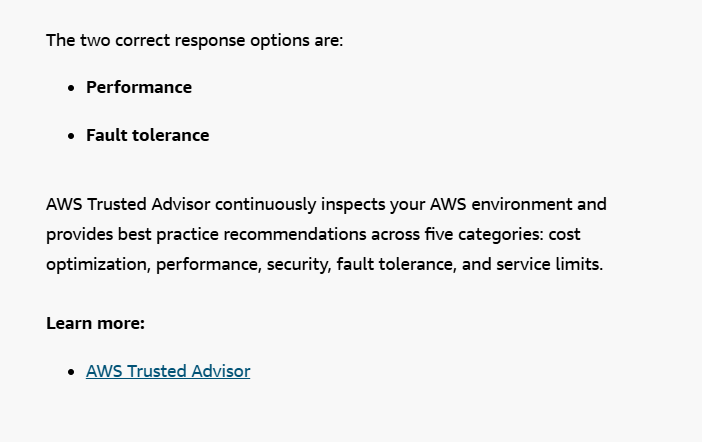 The two correct response options are:
• Performance
• Fault tolerance
AWS Trusted Advisor continuously inspects your AWS environment and
provides best practice recommendations across five categories: cost
optimization, performance, security, fault tolerance, and service limits.
Learn more:
• AWS Trusted Advisor